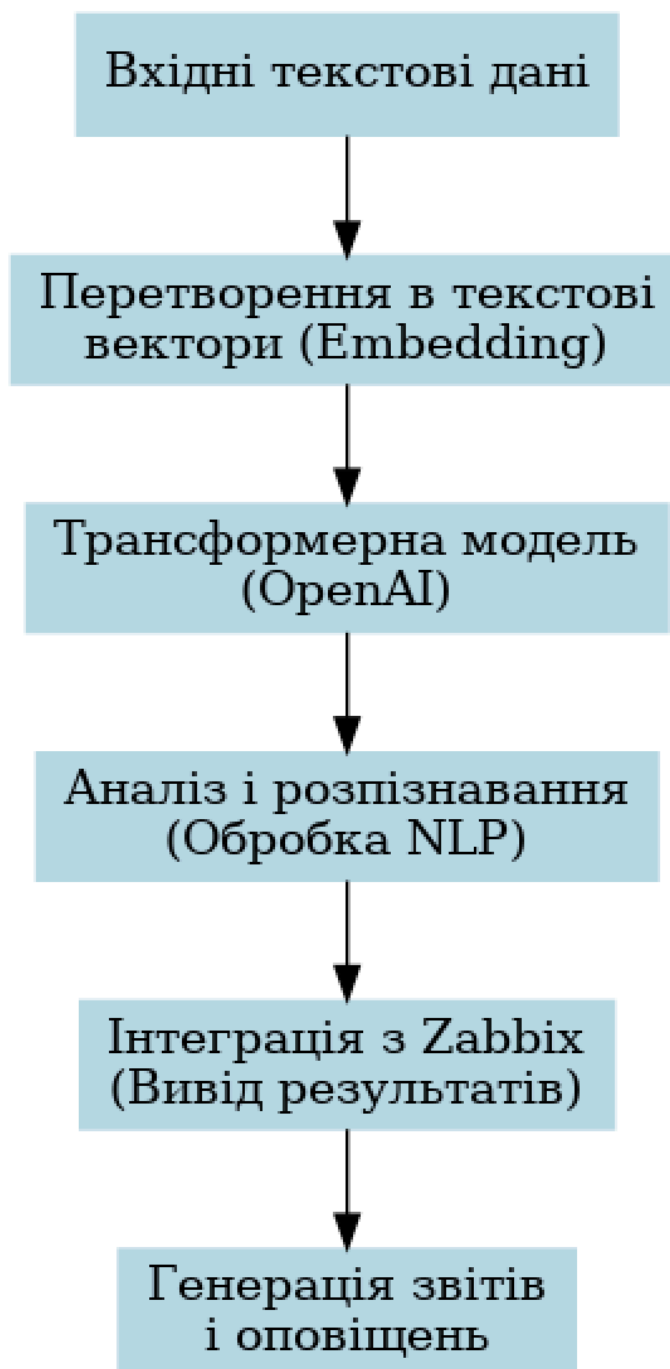 Вхідні текстові дані
Перетворення в текстові
вектори (Embedding)
Трансформерна модель
(OpenAI)
Аналіз і розпізнавання
(Обробка NLP)
Інтеграція з Zabbix
(Вивід результатів)
Генерація звітів
і оповіщень